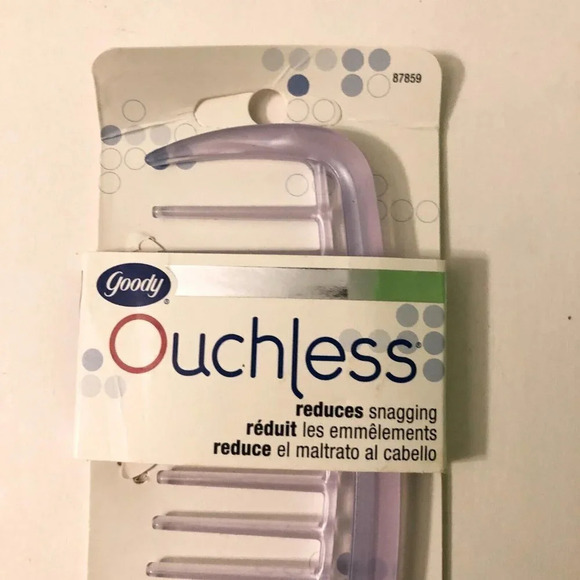 87859
Goody®
Ouchless®
reduces snagging
réduit les emmêlements
reduce el maltrato al cabello